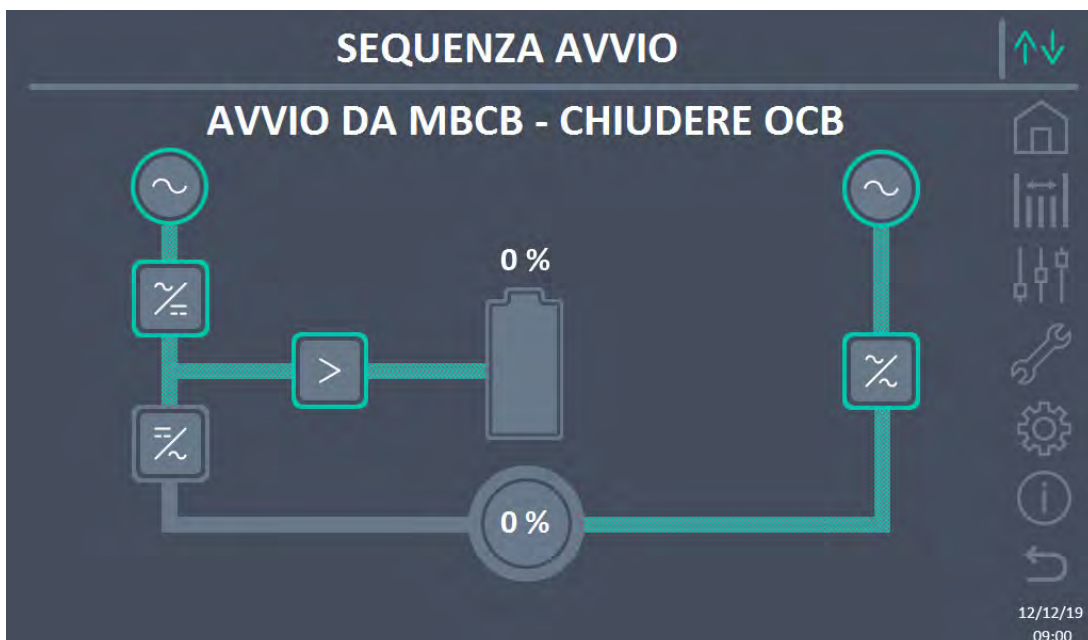 SEQUENZA AVVIO
AVVIO DA MBCB - CHIUDERE OCB
0 %
0 %
12/12/19
09:00